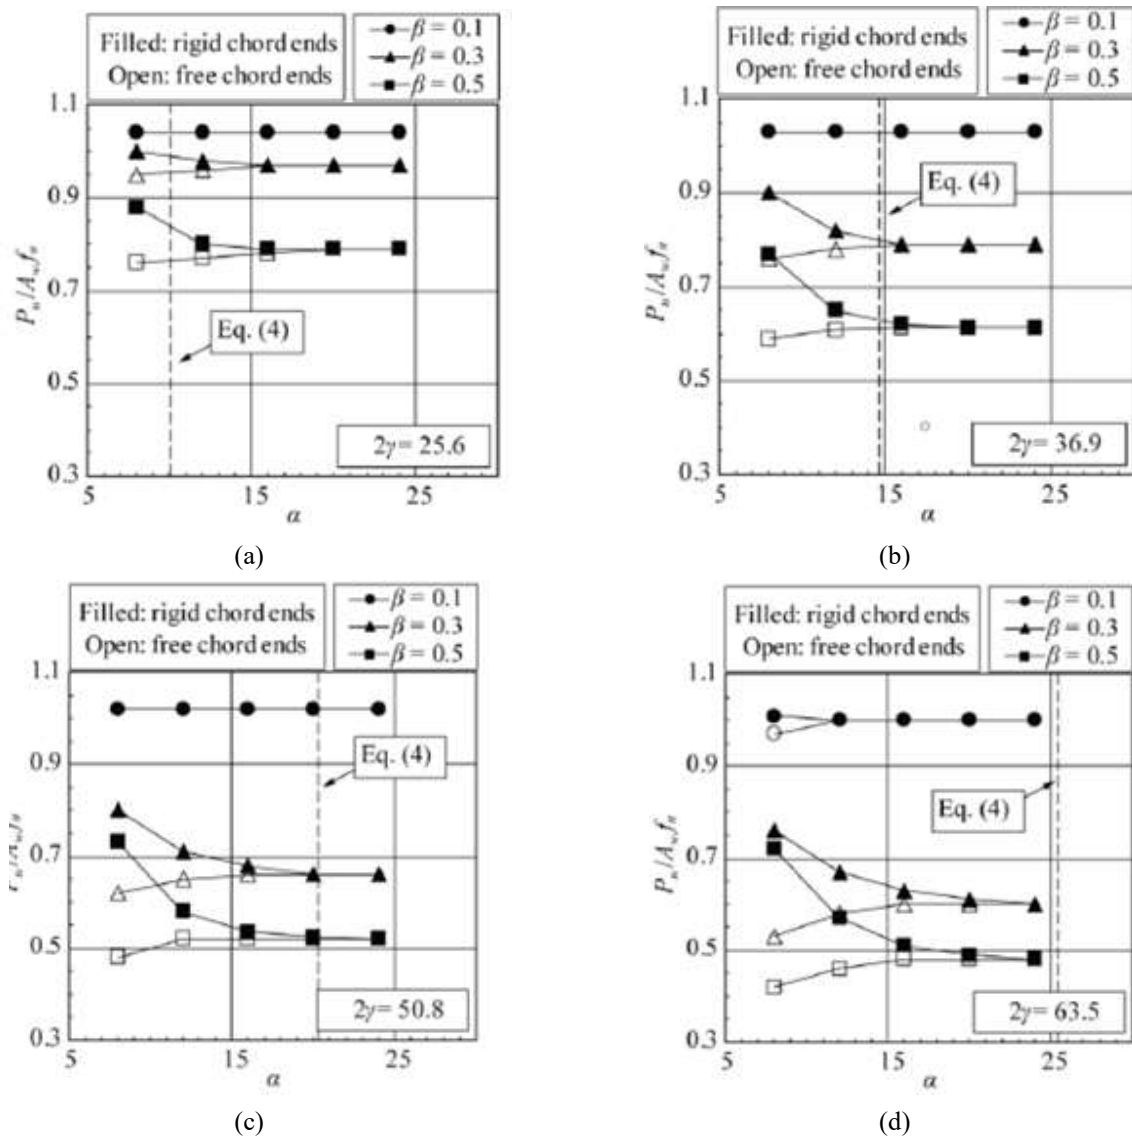 Filled: rigid chord ends
Open: free chord ends
β = 0.1
β = 0.3
β = 0.5
1.1
0.9
0.7
0.5
0.3
Eq. (4)
2γ = 25.6
5
15
25
α
(a)
Filled: rigid chord ends
Open: free chord ends
β = 0.1
β = 0.3
β = 0.5
1.1
0.9
0.7
0.5
0.3
Eq. (4)
2γ = 36.9
5
15
25
α
(b)
Filled: rigid chord ends
Open: free chord ends
β = 0.1
β = 0.3
β = 0.5
1.1
0.9
0.7
0.5
0.3
Eq. (4)
2γ = 50.8
5
15
25
α
(c)
Filled: rigid chord ends
Open: free chord ends
β = 0.1
β = 0.3
β = 0.5
1.1
0.9
0.7
0.5
0.3
Eq. (4)
2γ = 63.5
5
15
25
α
(d)